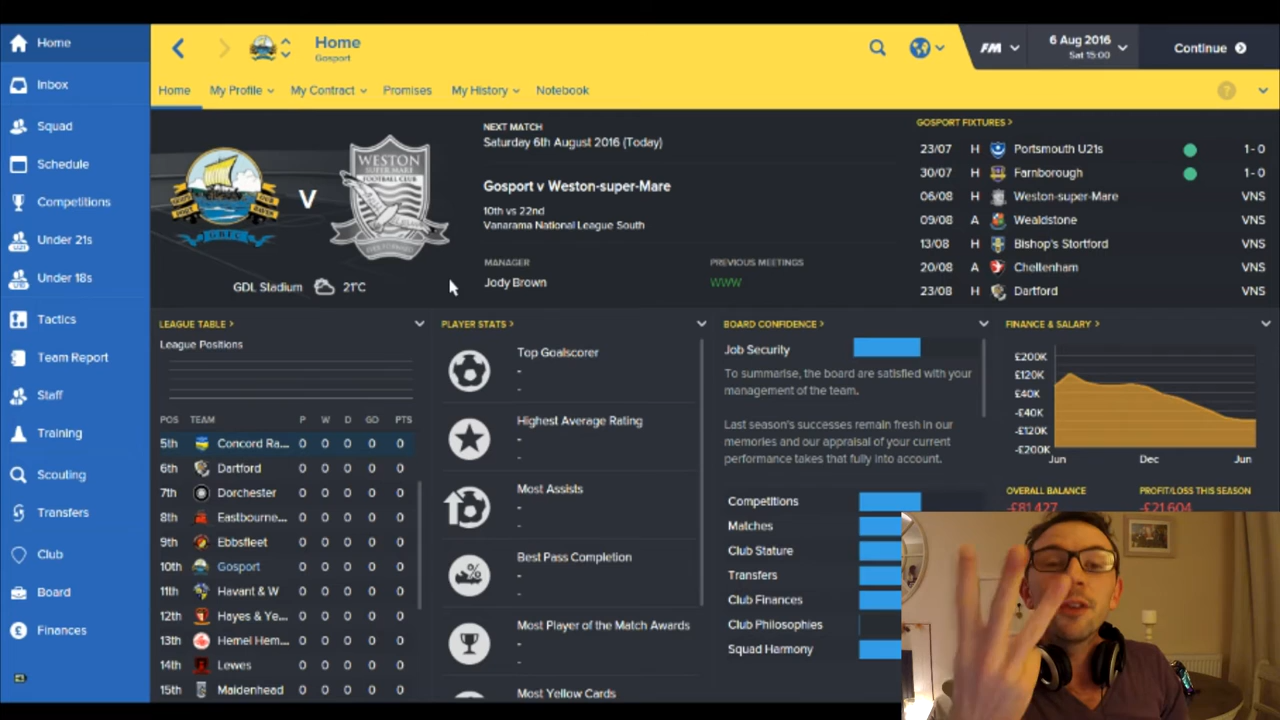 Home
Inbox
Squad
Schedule
Competitions
Under 21s
Under 18s
Tactics
Team Report
Staff
Training
Scouting
Transfers
Club
Board
Finances
Home
Gosport
FM
6 Aug 2016
Sat 15:00
Continue
Home
My Profile
My Contract
Promises
My History
Notebook
?
WESTON
SUPER MARE
FOOTBALL CLUB
V
GDL Stadium
21°C
NEXT MATCH
Saturday 6th August 2016 (Today)
Gosport v Weston-super-Mare
10th vs 22nd
Vanarama National League South
MANAGER
Jody Brown
PREVIOUS MEETINGS
WWW
GOSPORT FIXTURES >
23/07 H Portsmouth U21s 1 - 0
30/07 H Farnborough 1 - 0
06/08 H Weston-super-Mare VNS
09/08 A Wealdstone VNS
13/08 H Bishop's Stortford VNS
20/08 A Cheltenham VNS
23/08 H Dartford VNS
LEAGUE TABLE >
League Positions
POS TEAM P W D GD PTS
5th Concord Ra... 0 0 0 0 0
6th Dartford 0 0 0 0 0
7th Dorchester 0 0 0 0 0
8th Eastbourne... 0 0 0 0 0
9th Ebbsfleet 0 0 0 0 0
10th Gosport 0 0 0 0 0
11th Havant & W 0 0 0 0 0
12th Hayes & Ye... 0 0 0 0 0
13th Hemel Hem... 0 0 0 0 0
14th Lewes 0 0 0 0 0
15th Maidenhead 0 0 0 0 0
PLAYER STATS >
Top Goalscorer
-
-
Highest Average Rating
-
-
Most Assists
-
-
Best Pass Completion
-
-
Most Player of the Match Awards
-
-
Most Yellow Cards
BOARD CONFIDENCE >
Job Security
To summarise, the board are satisfied with your
management of the team.
Last season's successes remain fresh in our
memories and our appraisal of your current
performance takes that fully into account.
Competitions
Matches
Club Stature
Transfers
Club Finances
Club Philosophies
Squad Harmony
FINANCE & SALARY >
£200K
£120K
£40K
-£40K
-£120K
-£200K
Jun Dec Jun
OVERALL BALANCE
-£81,427
PROFIT/LOSS THIS SEASON
-£21,604